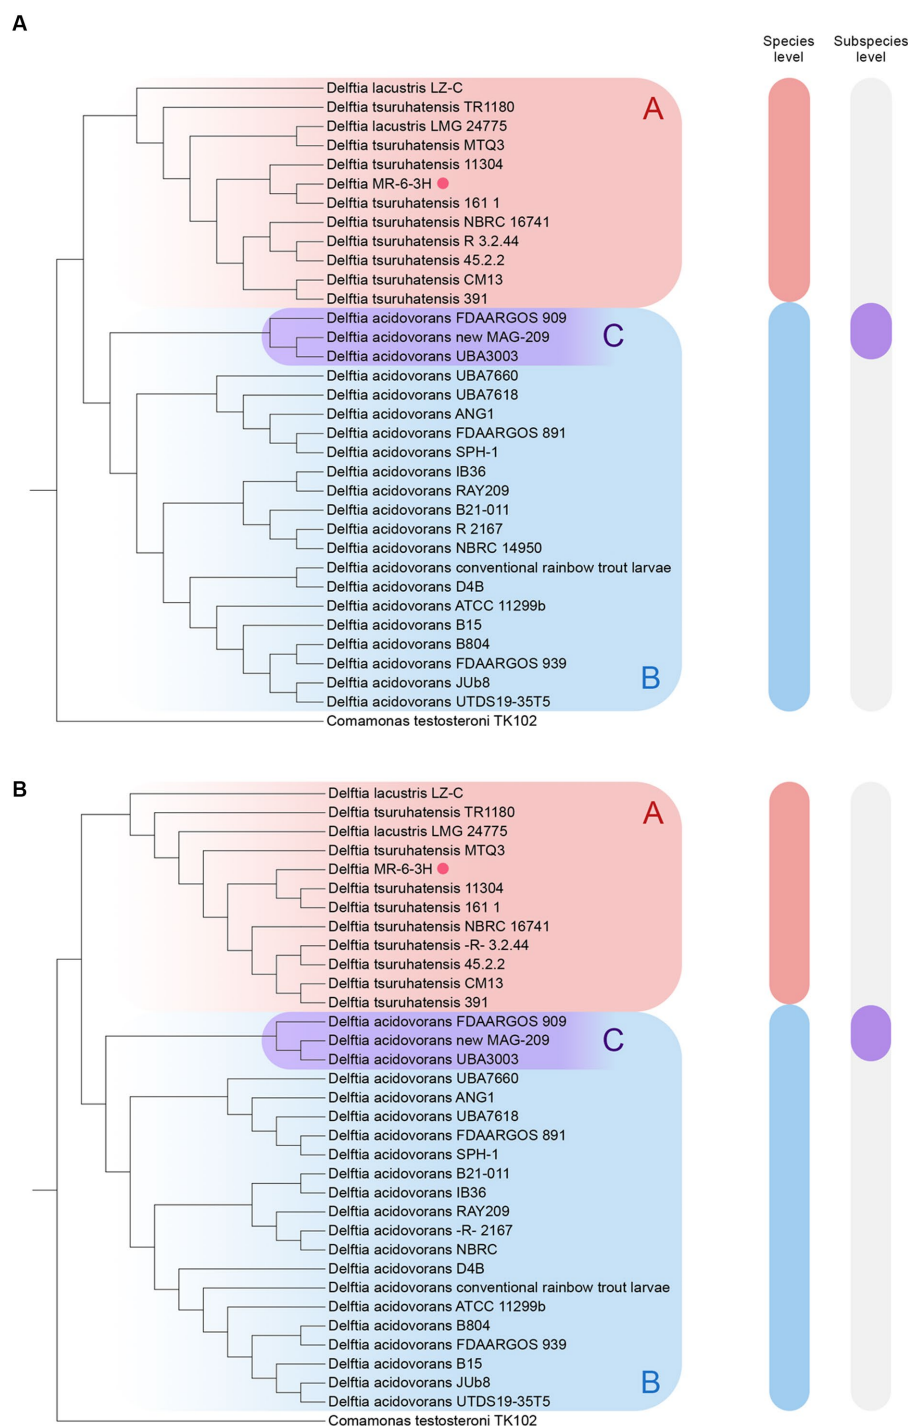 A
Species level
Subspecies level
Delftia lacustris LZ-C
A
Delftia tsuruhatensis TR1180
Delftia lacustris LMG 24775
Delftia tsuruhatensis MTQ3
Delftia tsuruhatensis 11304
Delftia MR-6-3H
Delftia tsuruhatensis 161 1
Delftia tsuruhatensis NBRC 16741
Delftia tsuruhatensis R 3.2.44
Delftia tsuruhatensis 45.2.2
Delftia tsuruhatensis CM13
Delftia tsuruhatensis 391
Delftia acidovorans FDAARGOS 909
Delftia acidovorans new MAG-209
C
Delftia acidovorans UBA3003
Delftia acidovorans UBA7660
Delftia acidovorans UBA7618
Delftia acidovorans ANG1
Delftia acidovorans FDAARGOS 891
Delftia acidovorans SPH-1
Delftia acidovorans IB36
Delftia acidovorans RAY209
Delftia acidovorans B21-011
Delftia acidovorans R 2167
Delftia acidovorans NBRC 14950
Delftia acidovorans conventional rainbow trout larvae
Delftia acidovorans D4B
Delftia acidovorans ATCC 11299b
Delftia acidovorans B15
Delftia acidovorans B804
Delftia acidovorans FDAARGOS 939
B
Delftia acidovorans JUb8
Delftia acidovorans UTDS19-35T5
Comamonas testosteroni TK102
B
Delftia lacustris LZ-C
A
Delftia tsuruhatensis TR1180
Delftia lacustris LMG 24775
Delftia tsuruhatensis MTQ3
Delftia MR-6-3H
Delftia tsuruhatensis 11304
Delftia tsuruhatensis 161 1
Delftia tsuruhatensis NBRC 16741
Delftia tsuruhatensis -R- 3.2.44
Delftia tsuruhatensis 45.2.2
Delftia tsuruhatensis CM13
Delftia tsuruhatensis 391
Delftia acidovorans FDAARGOS 909
Delftia acidovorans new MAG-209
C
Delftia acidovorans UBA3003
Delftia acidovorans UBA7660
Delftia acidovorans ANG1
Delftia acidovorans UBA7618
Delftia acidovorans FDAARGOS 891
Delftia acidovorans SPH-1
Delftia acidovorans B21-011
Delftia acidovorans IB36
Delftia acidovorans RAY209
Delftia acidovorans -R- 2167
Delftia acidovorans NBRC
Delftia acidovorans D4B
Delftia acidovorans conventional rainbow trout larvae
Delftia acidovorans ATCC 11299b
Delftia acidovorans B804
Delftia acidovorans FDAARGOS 939
Delftia acidovorans B15
B
Delftia acidovorans JUb8
Delftia acidovorans UTDS19-35T5
Comamonas testosteroni TK102